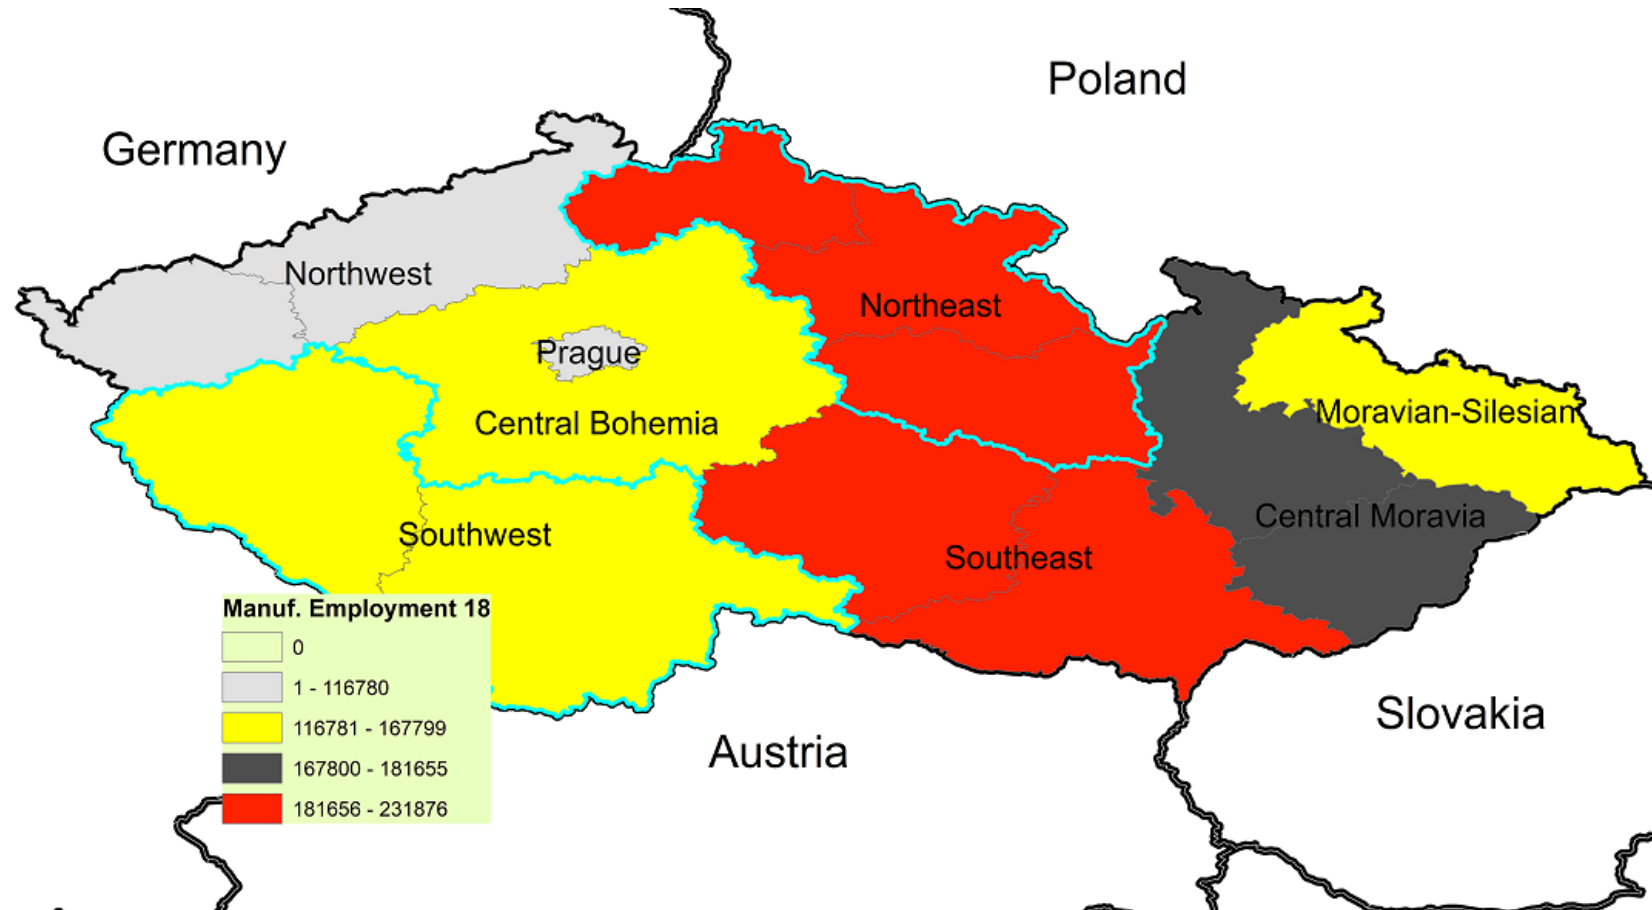 Poland
Germany
Northwest
Northeast
Prague
Moravian-Silesian
Central Bohemia
Central Moravia
Southwest
Southeast
Manuf. Employment 18
0
1 - 116780
116781 - 167799
167800 - 181655
181656 - 231876
Slovakia
Austria